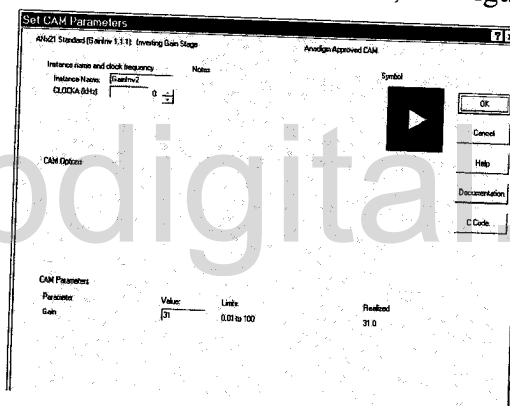 Set CAM Parameters
ANx21 Standard (GainInv 1.1.1): Inverting Gain Stage
Anadigm Approved CAM
Instance name and clock frequency
Notes
Instance Name: GainInv2
CLOCKA (kHz) 0
Symbol
OK
Cancel
Help
Documentation
C Code...
CAM Options
CAM Parameters
Parameter Value: Limits Realized
Gain 31 0.01 to 100 31.0
odigital.